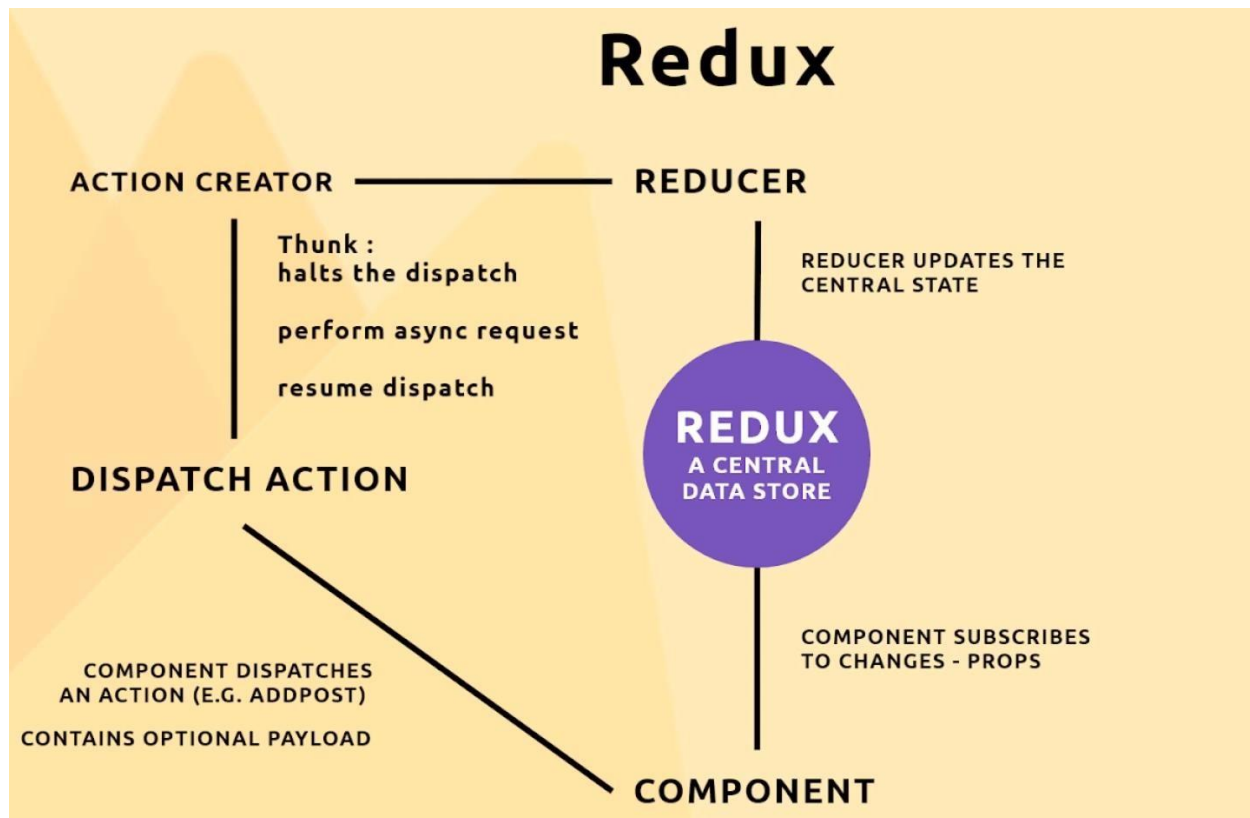 Redux
ACTION CREATOR
REDUCER
Thunk :
halts the dispatch
perform async request
resume dispatch
REDUCER UPDATES THE
CENTRAL STATE
REDUX
A CENTRAL
DATA STORE
DISPATCH ACTION
COMPONENT DISPATCHES
AN ACTION (E.G. ADDPOST)
CONTAINS OPTIONAL PAYLOAD
COMPONENT SUBSCRIBES
TO CHANGES - PROPS
COMPONENT